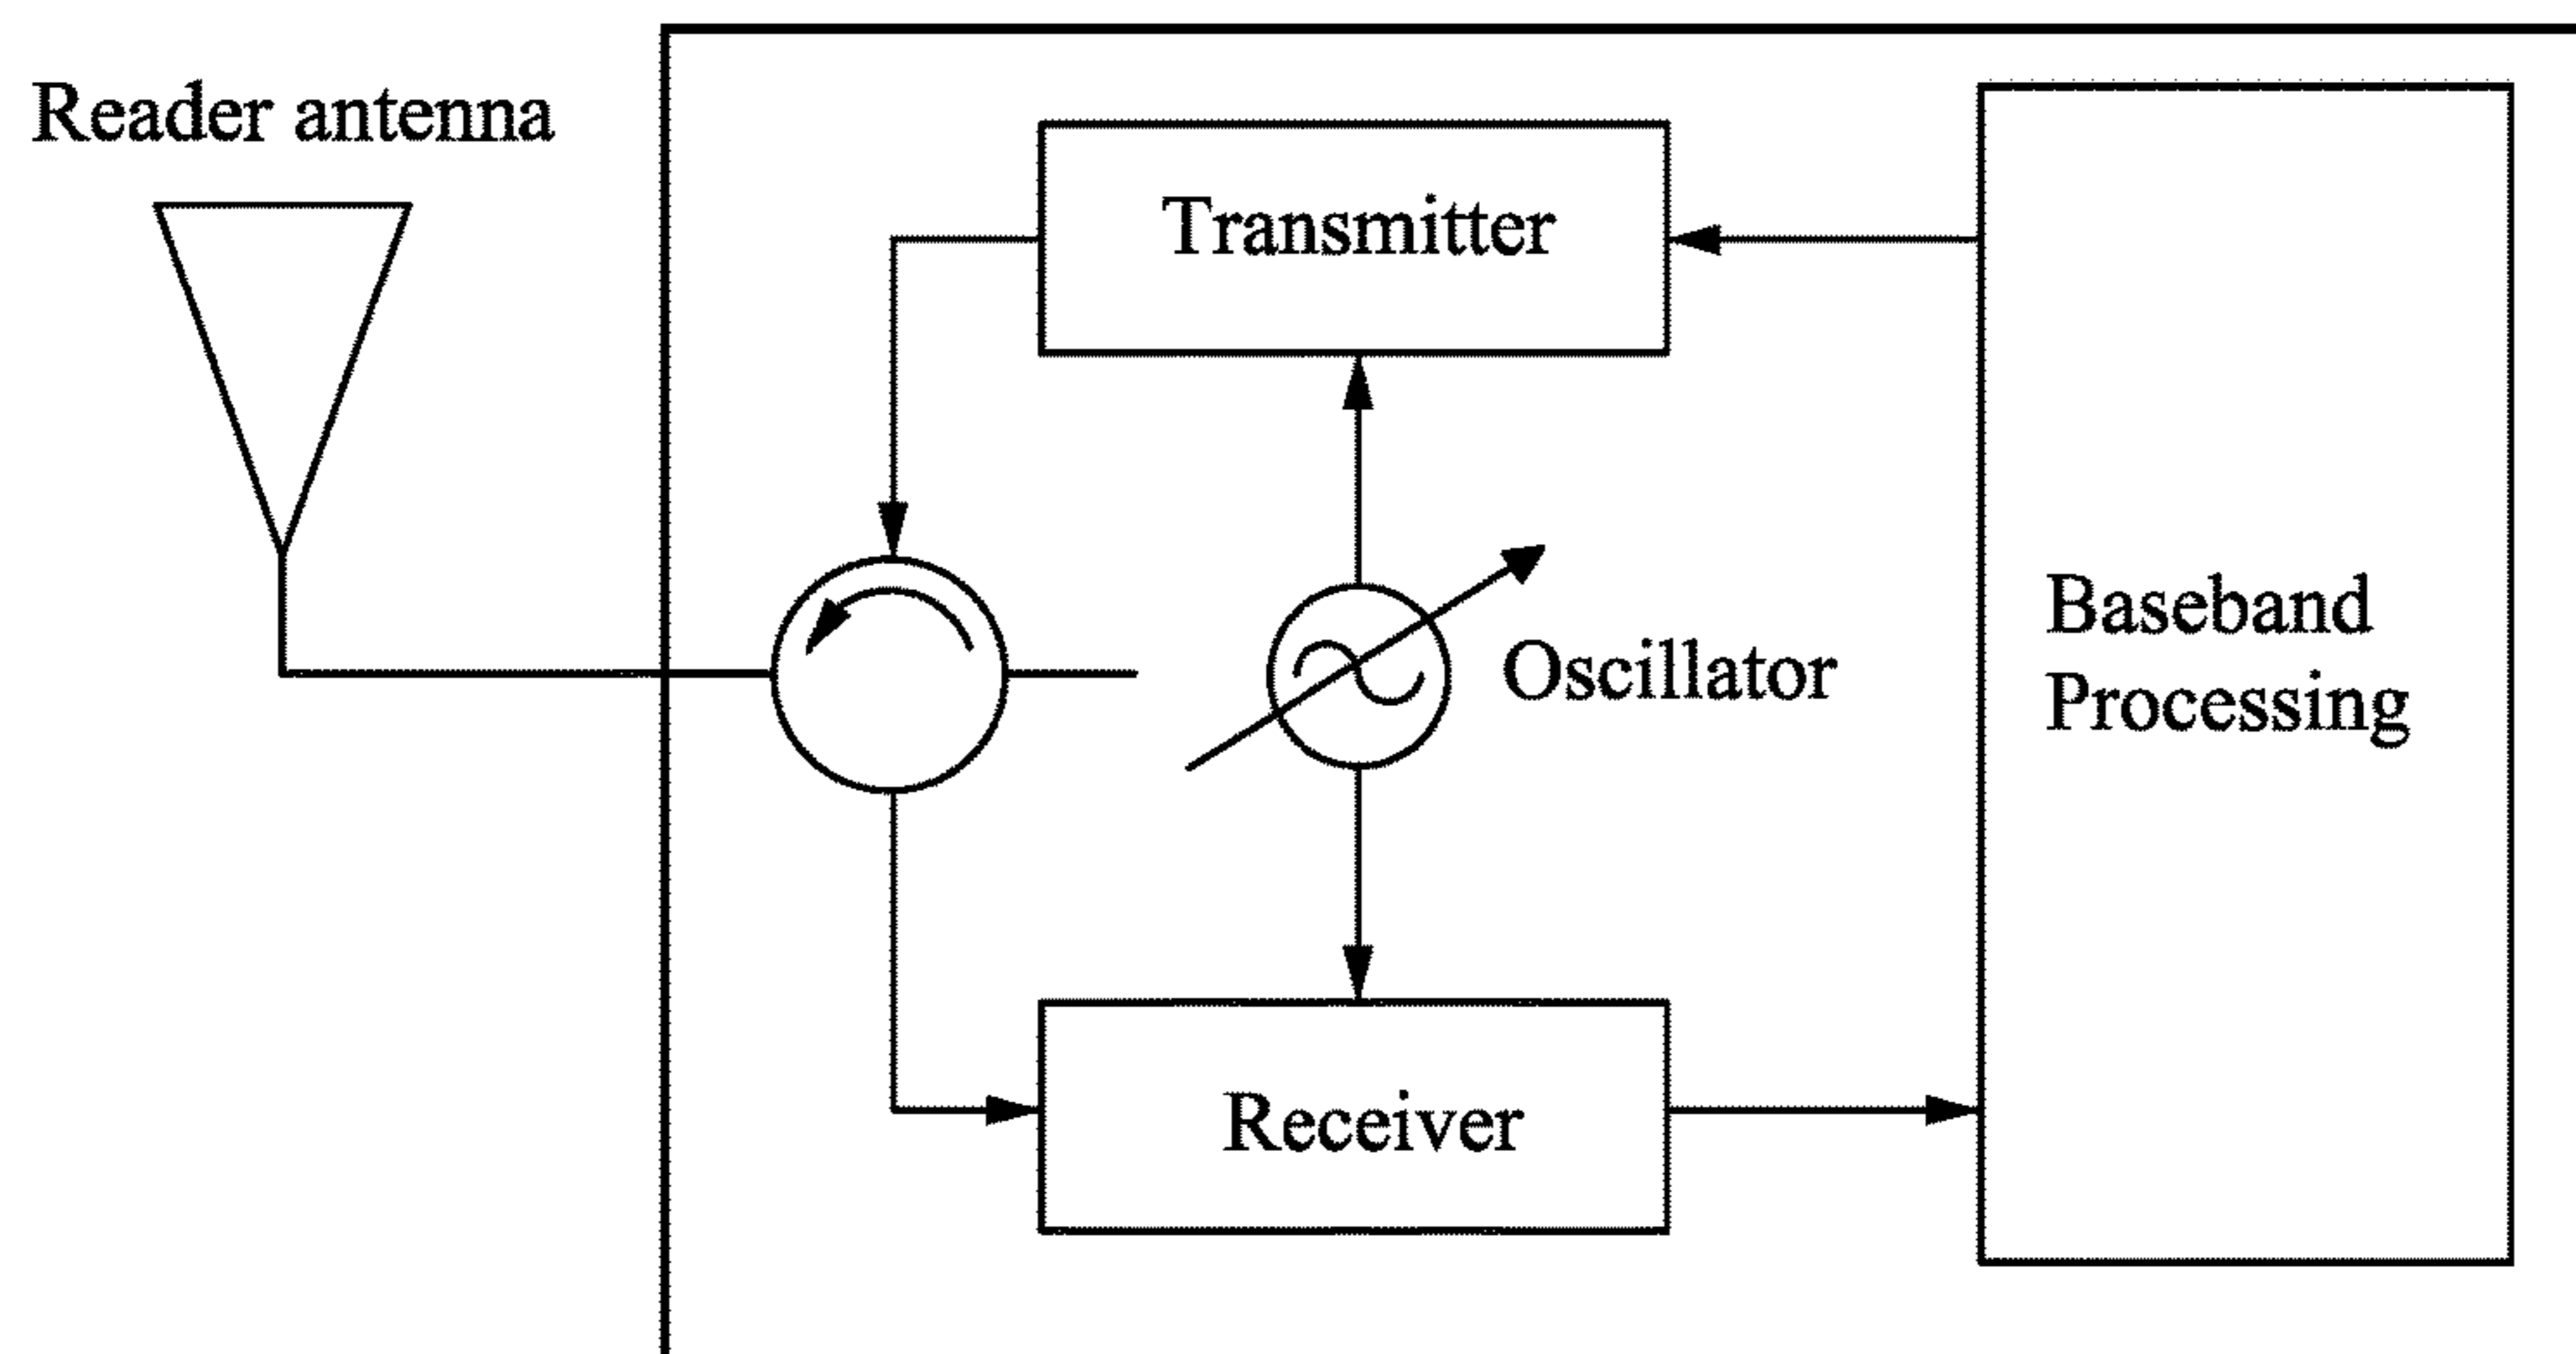 Reader antenna
Transmitter
Oscillator
Baseband
Processing
Receiver